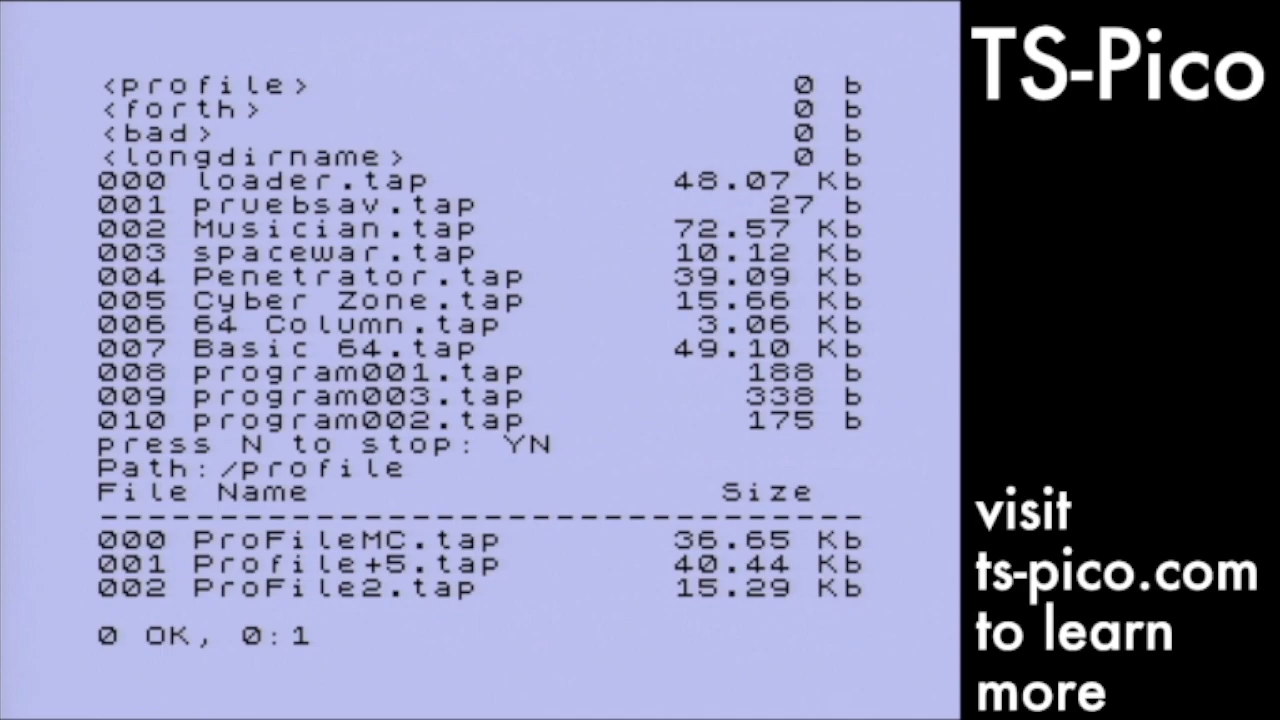 <profile> 0 b
<forth> 0 b
<bad> 0 b
<longdirname> 0 b
000 loader.tap 48.07 Kb
001 pruebsav.tap 27 b
002 Musician.tap 72.57 Kb
003 spacewar.tap 10.12 Kb
004 Penetrator.tap 39.09 Kb
005 Cyber Zone.tap 15.66 Kb
006 64 Column.tap 3.06 Kb
007 Basic 64.tap 49.10 Kb
008 program001.tap 188 b
009 program003.tap 338 b
010 program002.tap 175 b
press N to stop: YN
Path:/profile
File Name Size
--------------------------------
000 ProFileMC.tap 36.65 Kb
001 Profile+5.tap 40.44 Kb
002 ProFile2.tap 15.29 Kb
0 OK, 0:1
TS-Pico
visit
ts-pico.com
to learn
more